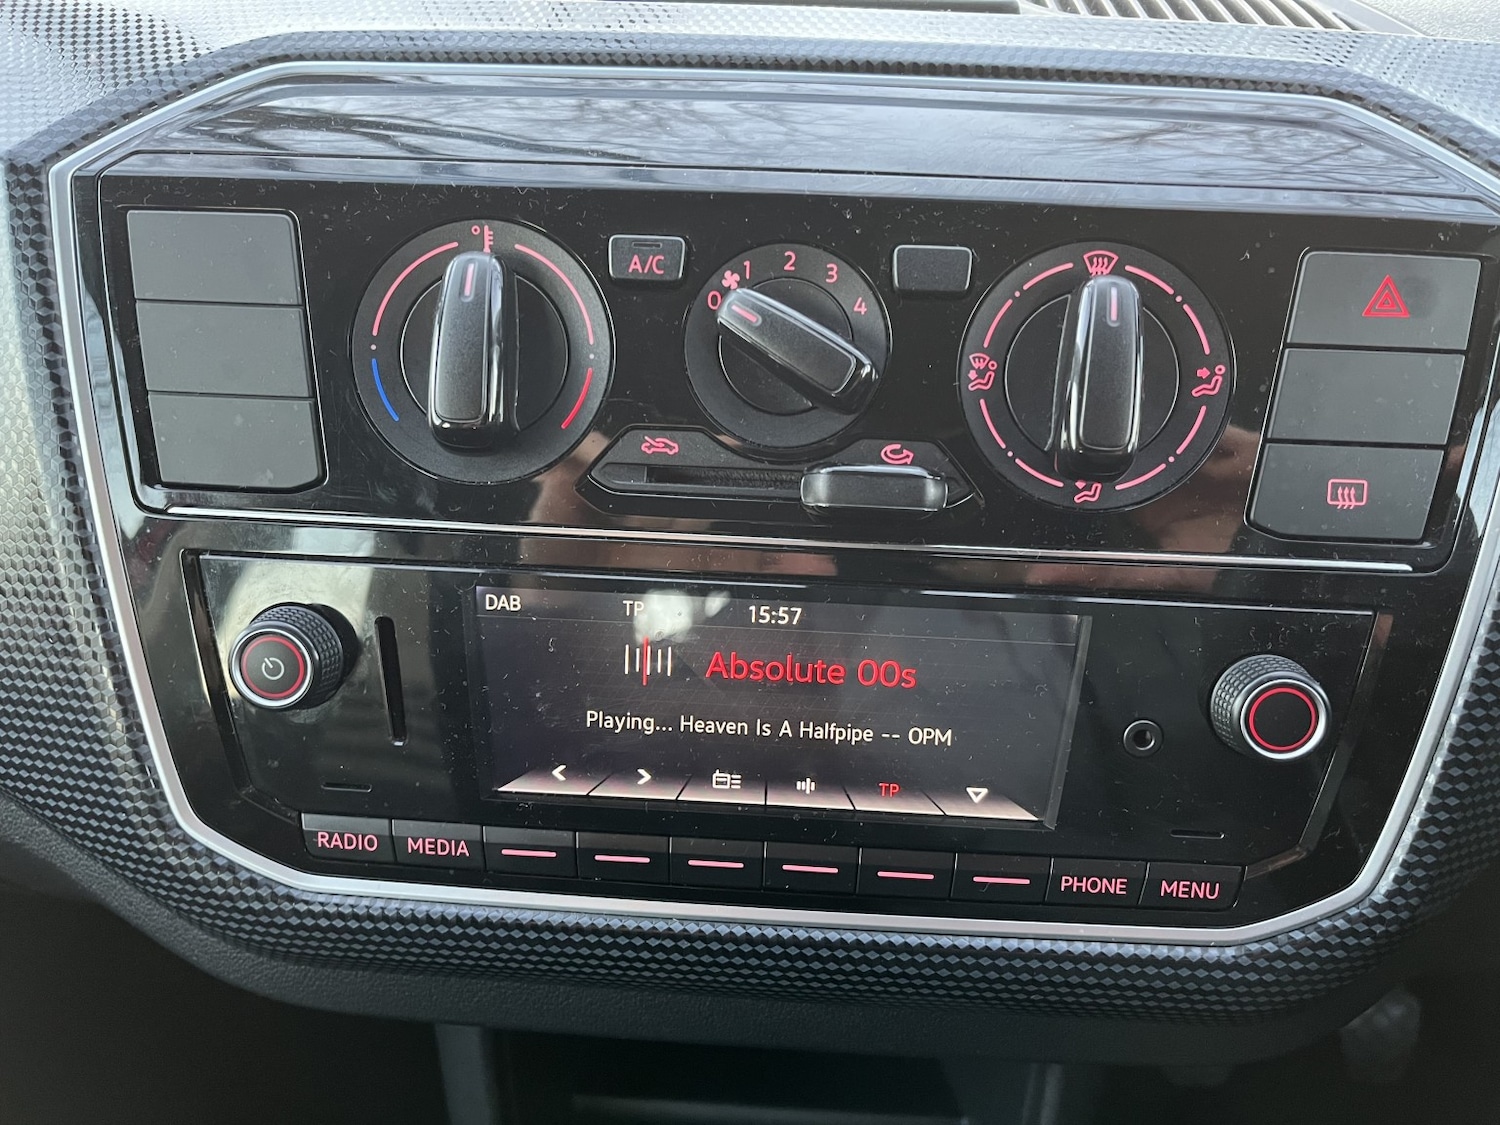 A/C
0 1 2 3 4
DAB TP 15:57
Absolute 00s
Playing... Heaven Is A Halfpipe -- OPM
TP
RADIO MEDIA PHONE MENU